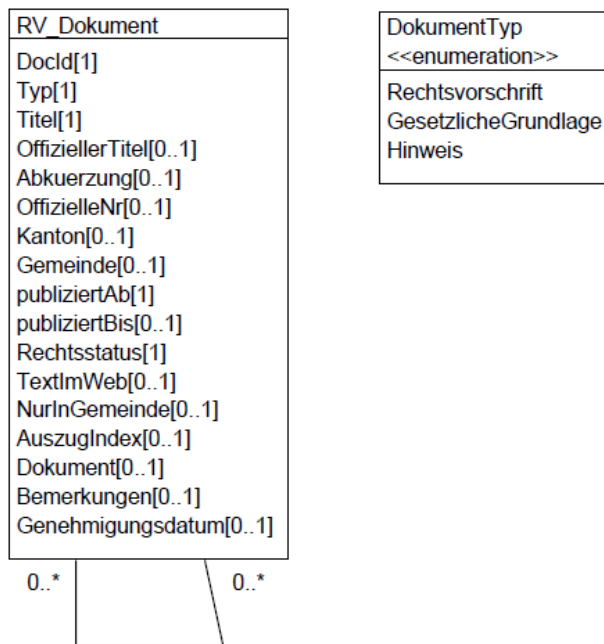 RV_Dokument
DocId[1]
Typ[1]
Titel[1]
OffiziellerTitel[0..1]
Abkuerzung[0..1]
OffizielleNr[0..1]
Kanton[0..1]
Gemeinde[0..1]
publiziertAb[1]
publiziertBis[0..1]
Rechtsstatus[1]
TextImWeb[0..1]
NurInGemeinde[0..1]
AuszugIndex[0..1]
Dokument[0..1]
Bemerkungen[0..1]
Genehmigungsdatum[0..1]
0..*
0..*
DokumentTyp
<<enumeration>>
Rechtsvorschrift
GesetzlicheGrundlage
Hinweis